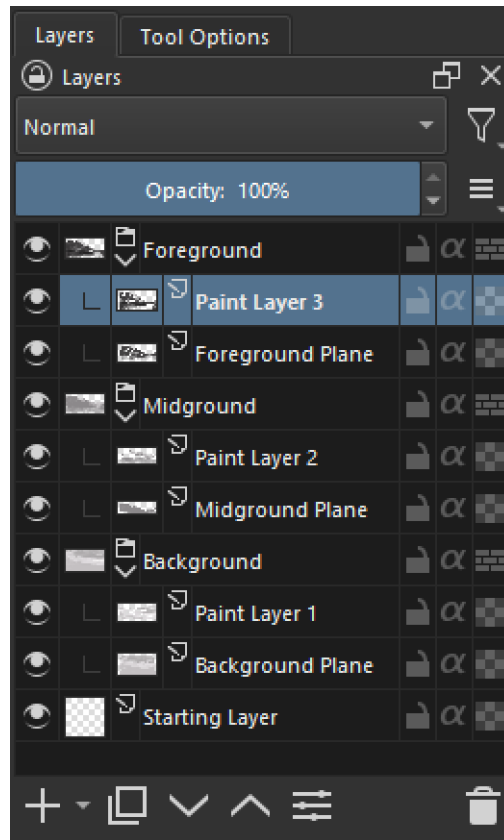 Layers Tool Options
Layers
Normal
Opacity: 100%
Foreground
Paint Layer 3
Foreground Plane
Midground
Paint Layer 2
Midground Plane
Background
Paint Layer 1
Background Plane
Starting Layer